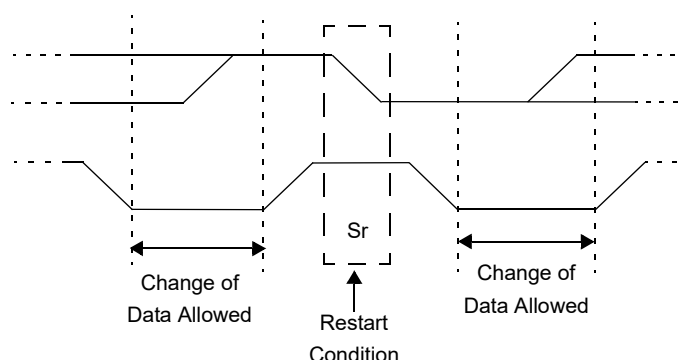 Sr
Change of
Data Allowed
Restart
Condition
Change of
Data Allowed